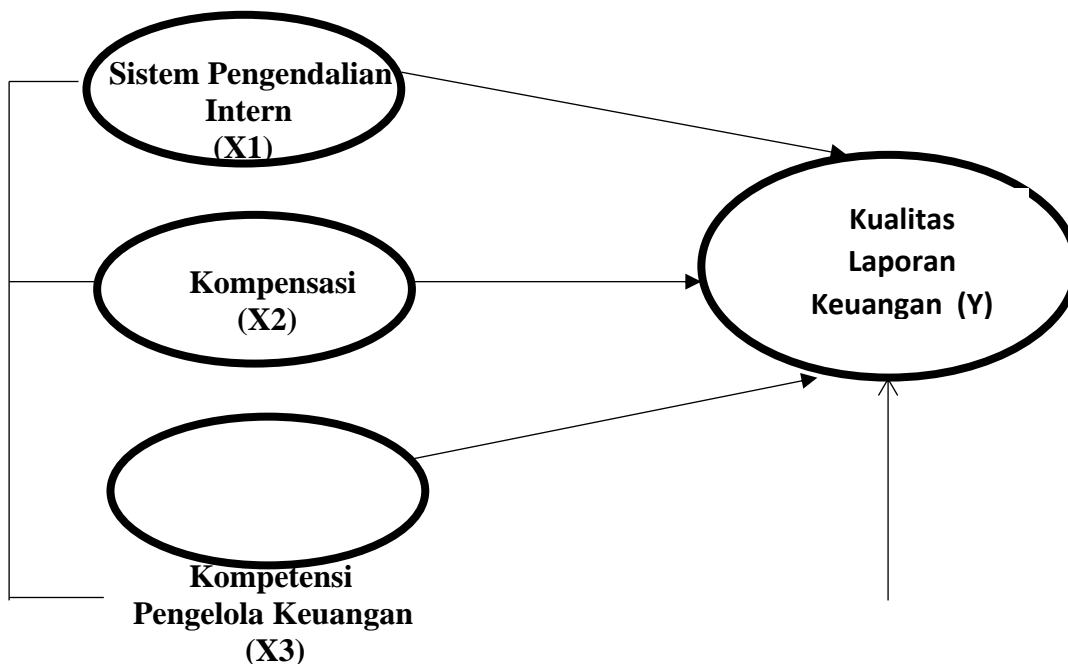 Sistem Pengendalian
Intern
(X1)
Kompensasi
(X2)
Kompetensi
Pengelola Keuangan
(X3)
Kualitas
Laporan
Keuangan (Y)